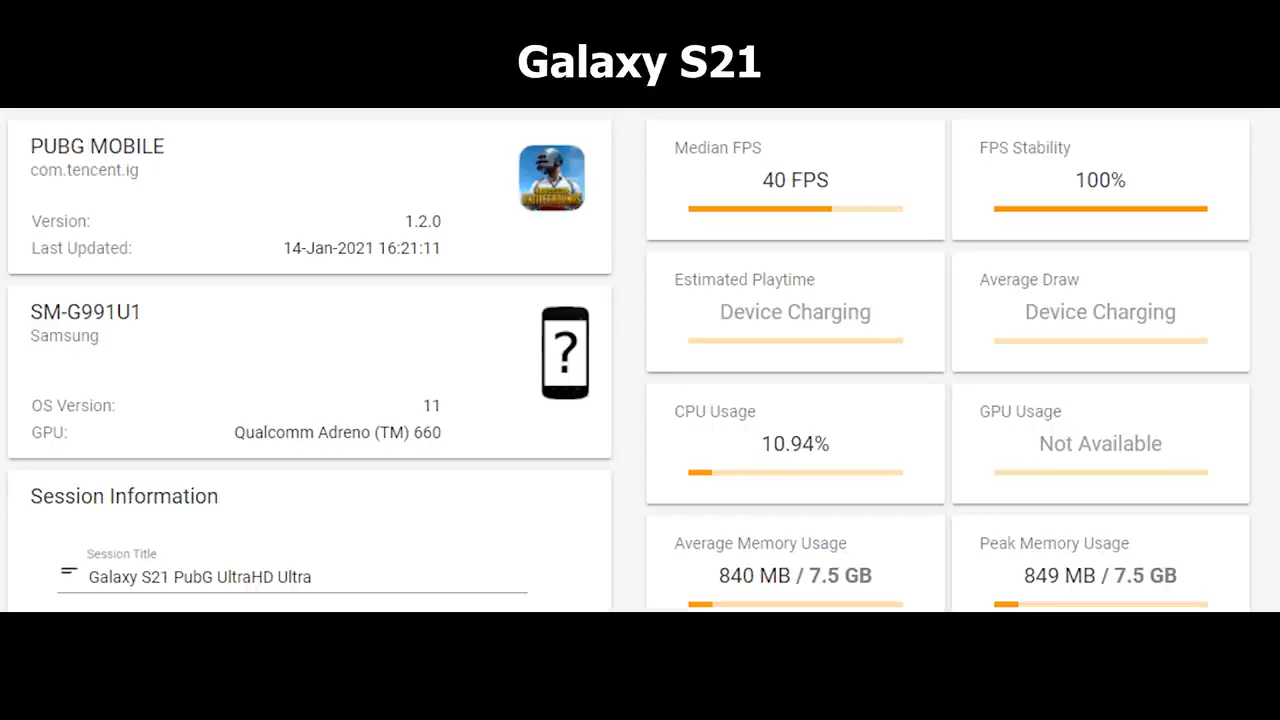 Galaxy S21
PUBG MOBILE
com.tencent.ig
Version: 1.2.0
Last Updated: 14-Jan-2021 16:21:11
SM-G991U1
Samsung
?
OS Version: 11
GPU: Qualcomm Adreno (TM) 660
Session Information
Session Title
Galaxy S21 PubG UltraHD Ultra
Median FPS
40 FPS
FPS Stability
100%
Estimated Playtime
Device Charging
Average Draw
Device Charging
CPU Usage
10.94%
GPU Usage
Not Available
Average Memory Usage
840 MB / 7.5 GB
Peak Memory Usage
849 MB / 7.5 GB